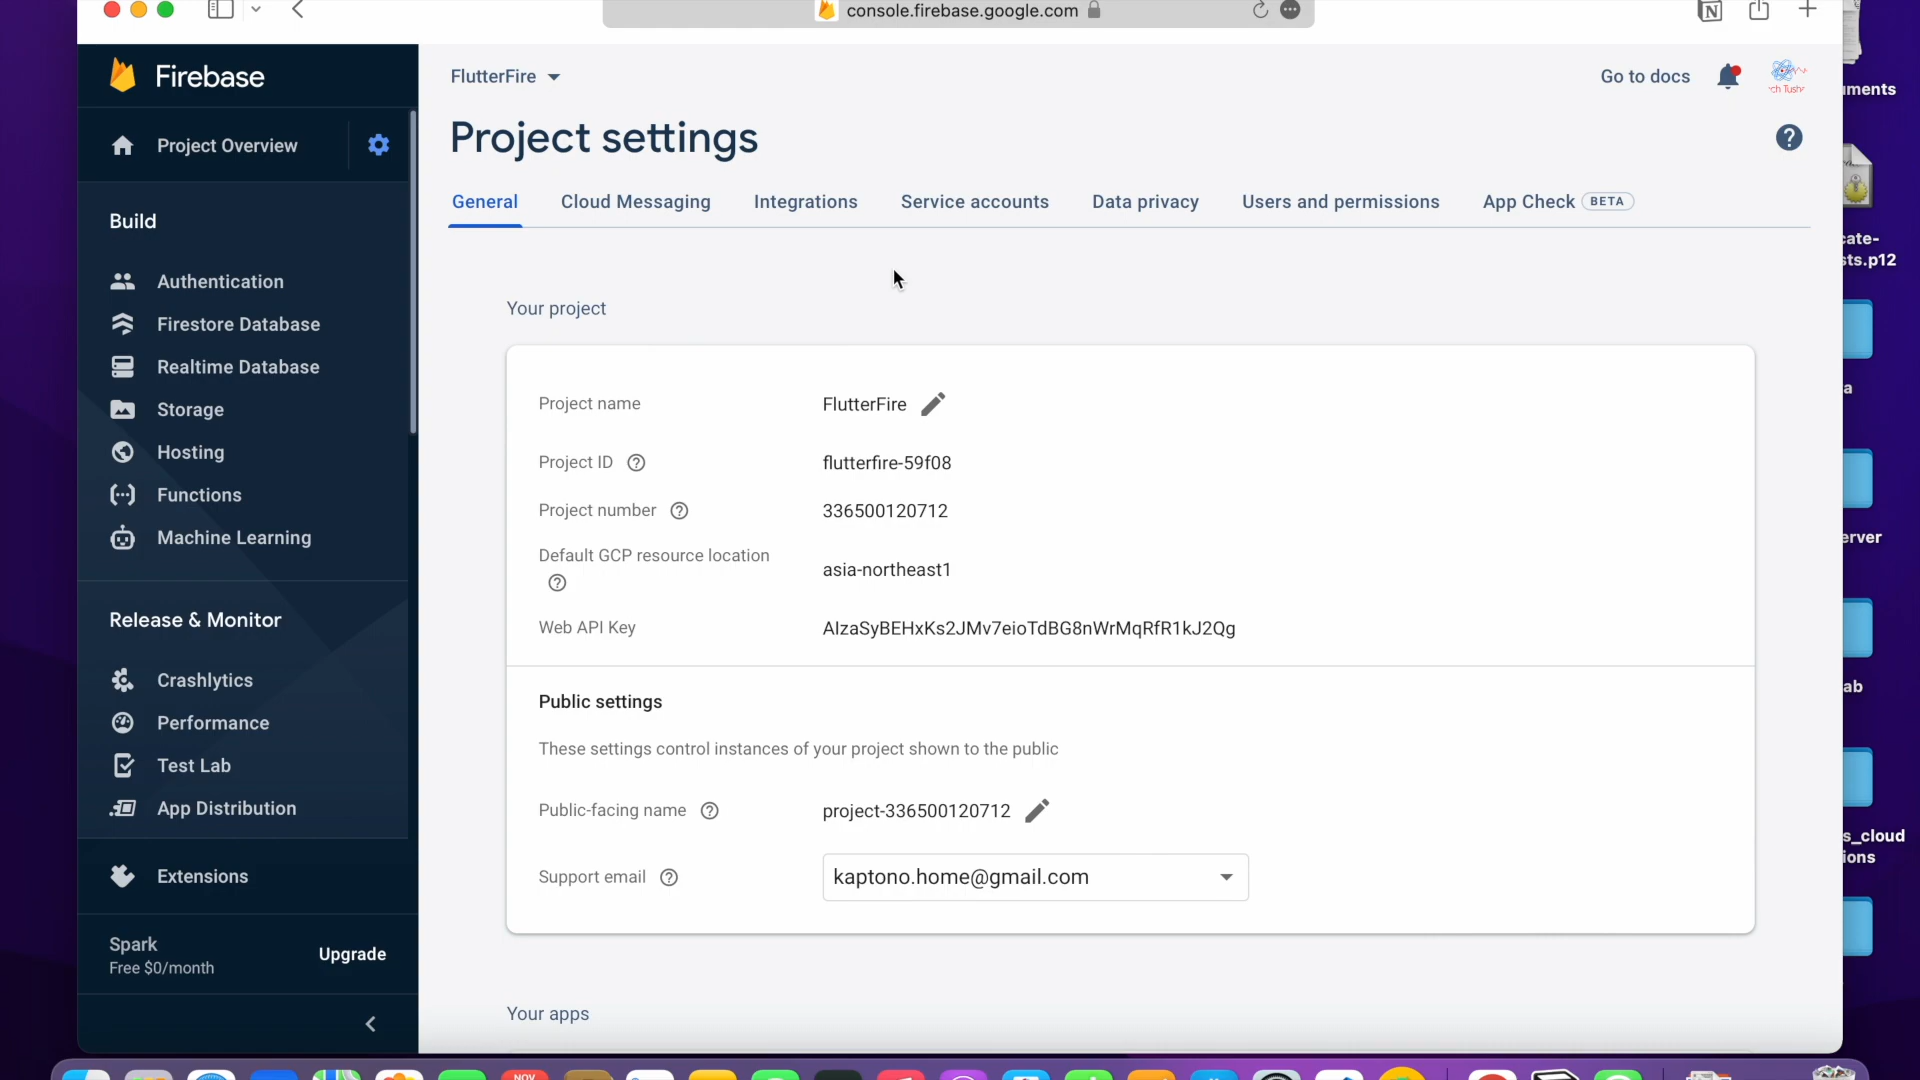 console.firebase.google.com
Firebase
FlutterFire
Go to docs
Project Overview
Project settings
General Cloud Messaging Integrations Service accounts Data privacy Users and permissions App Check BETA
Build
Authentication
Firestore Database
Realtime Database
Storage
Hosting
Functions
Machine Learning
Release & Monitor
Crashlytics
Performance
Test Lab
App Distribution
Extensions
Spark
Free $0/month
Upgrade
Your project
Project name FlutterFire
Project ID flutterfire-59f08
Project number 336500120712
Default GCP resource location asia-northeast1
Web API Key AIzaSyBEHxKs2JMv7eioTdBG8nWrMqRfR1kJ2Qg
Public settings
These settings control instances of your project shown to the public
Public-facing name project-336500120712
Support email kaptono.home@gmail.com
Your apps
ments
cate-
sts.p12
a
erver
ab
s_cloud
ions
NOV